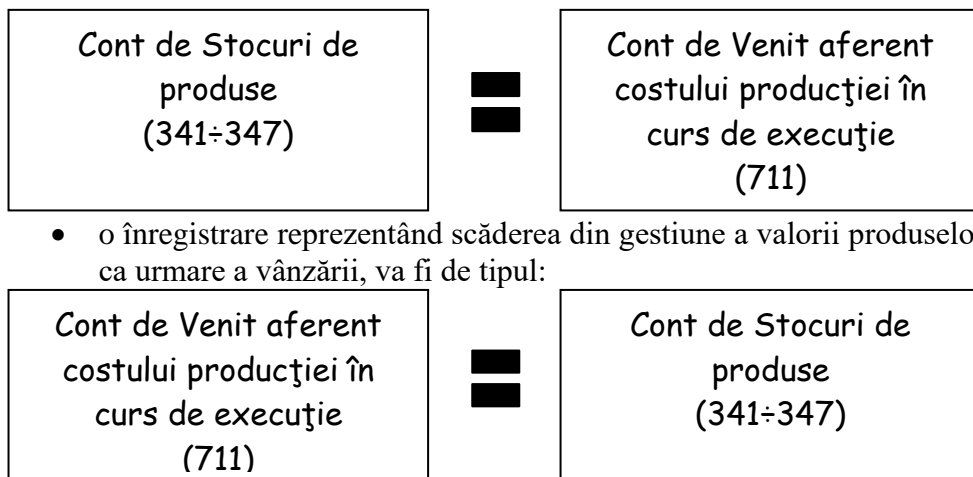 Cont de Stocuri de
produse
(341÷347)
Cont de Venit aferent
costului producţiei în
curs de execuţie
(711)
• o înregistrare reprezentând scăderea din gestiune a valorii produselo
ca urmare a vânzării, va fi de tipul:
Cont de Venit aferent
costului producţiei în
curs de execuţie
(711)
Cont de Stocuri de
produse
(341÷347)